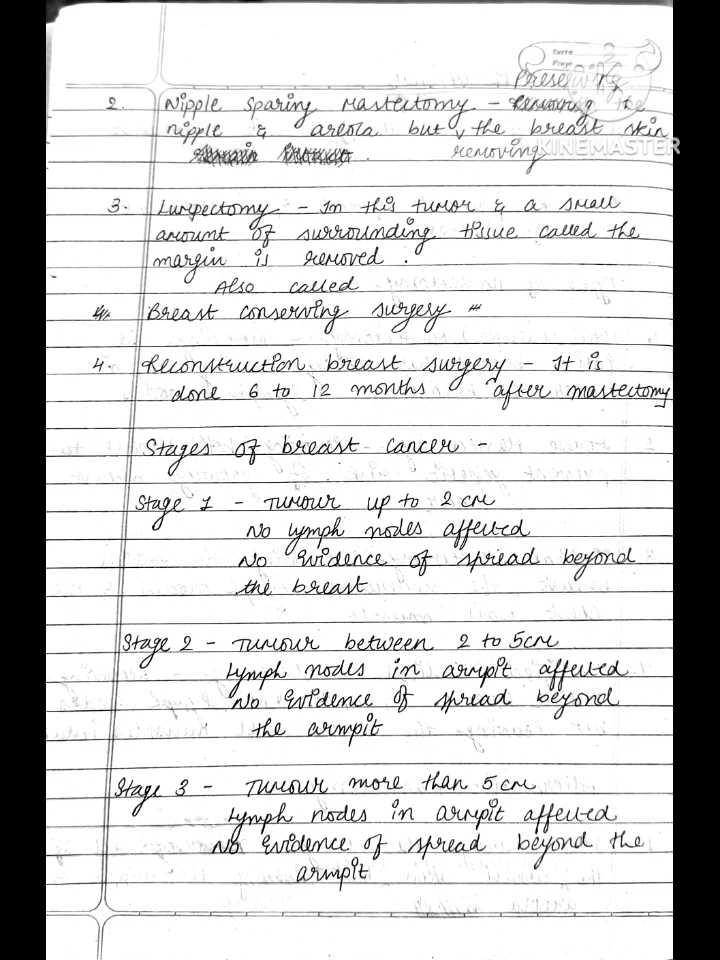 Date
Page
Preserving
2. Nipple Sparing Mastectomy - the
nipple & areola but the breast skin
removing
KINEMASTER
3. Lumpectomy - In this tumor & a small
amount of surrounding tissue called the
margin is removed.
Also called
Breast conserving surgery
4. Reconstruction breast surgery - It is
done 6 to 12 months after mastectomy
Stages of breast cancer -
Stage 1 - Tumour up to 2 cm
No lymph nodes affected
No Evidence of spread beyond
the breast
Stage 2 - Tumour between 2 to 5cm
Lymph nodes in armpit affected
No Evidence of spread beyond
the armpit
Stage 3 - Tumour more than 5 cm
Lymph nodes in armpit affected
No Evidence of spread beyond the
armpit